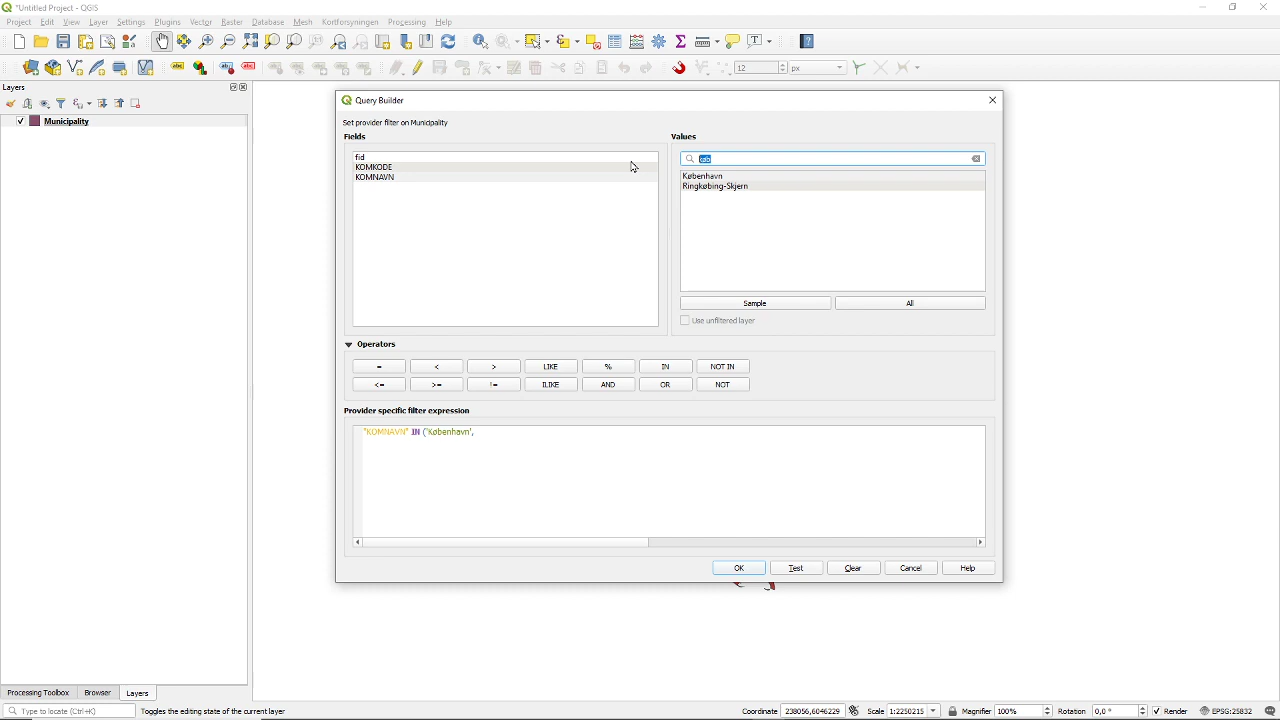 *Untitled Project - QGIS
Project Edit View Layer Settings Plugins Vector Raster Database Mesh Kortforsyningen Processing Help
12 px
Layers
Municipality
Query Builder
Set provider filter on Municipality
Fields Values
fid
KOMKODE
KOMNAVN
København
Ringkøbing-Skjern
Sample All
Use unfiltered layer
Operators
= < > LIKE % IN NOT IN
<= >= != ILIKE AND OR NOT
Provider specific filter expression
"KOMNAVN" IN ('København',
OK Test Clear Cancel Help
Processing Toolbox Browser Layers
Type to locate (Ctrl+K) Toggles the editing state of the current layer Coordinate 238056,6046229 Scale 1:2250215 Magnifier 100% Rotation 0,0 ° Render EPSG:25832